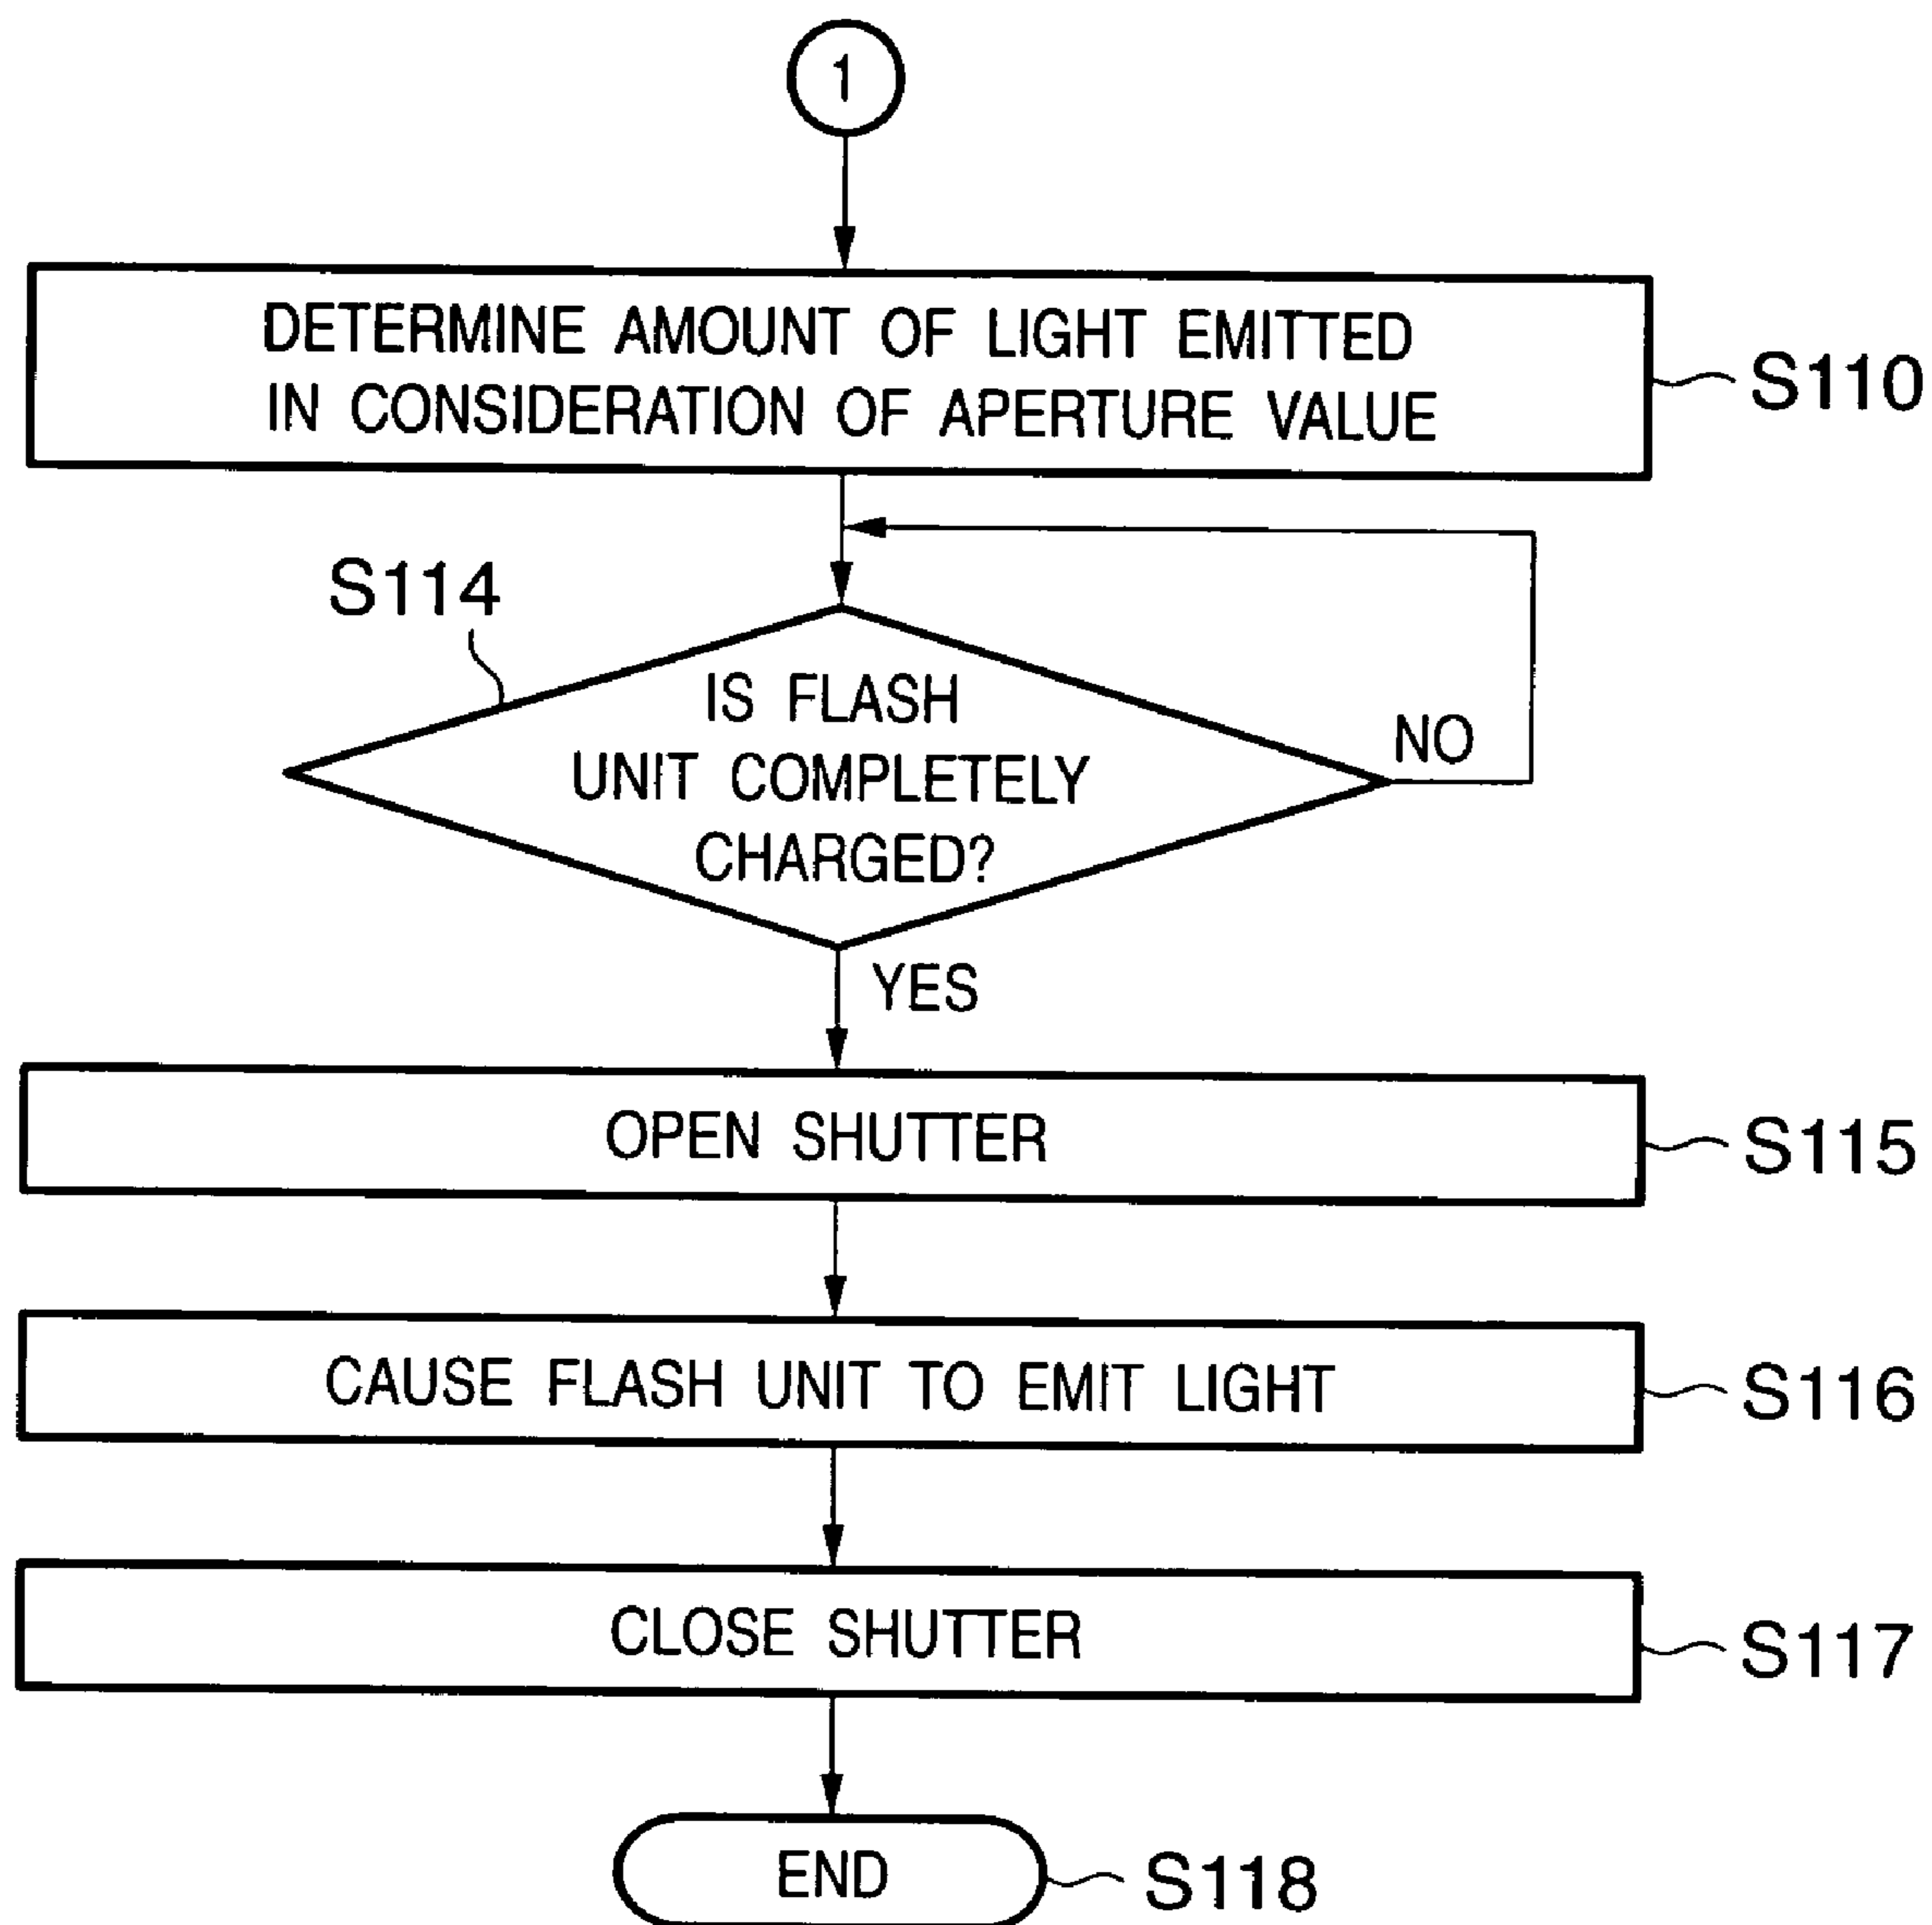 1
DETERMINE AMOUNT OF LIGHT EMITTED
IN CONSIDERATION OF APERTURE VALUE
S110
S114
IS FLASH
UNIT COMPLETELY
CHARGED?
NO
YES
OPEN SHUTTER
S115
CAUSE FLASH UNIT TO EMIT LIGHT
S116
CLOSE SHUTTER
S117
END
S118